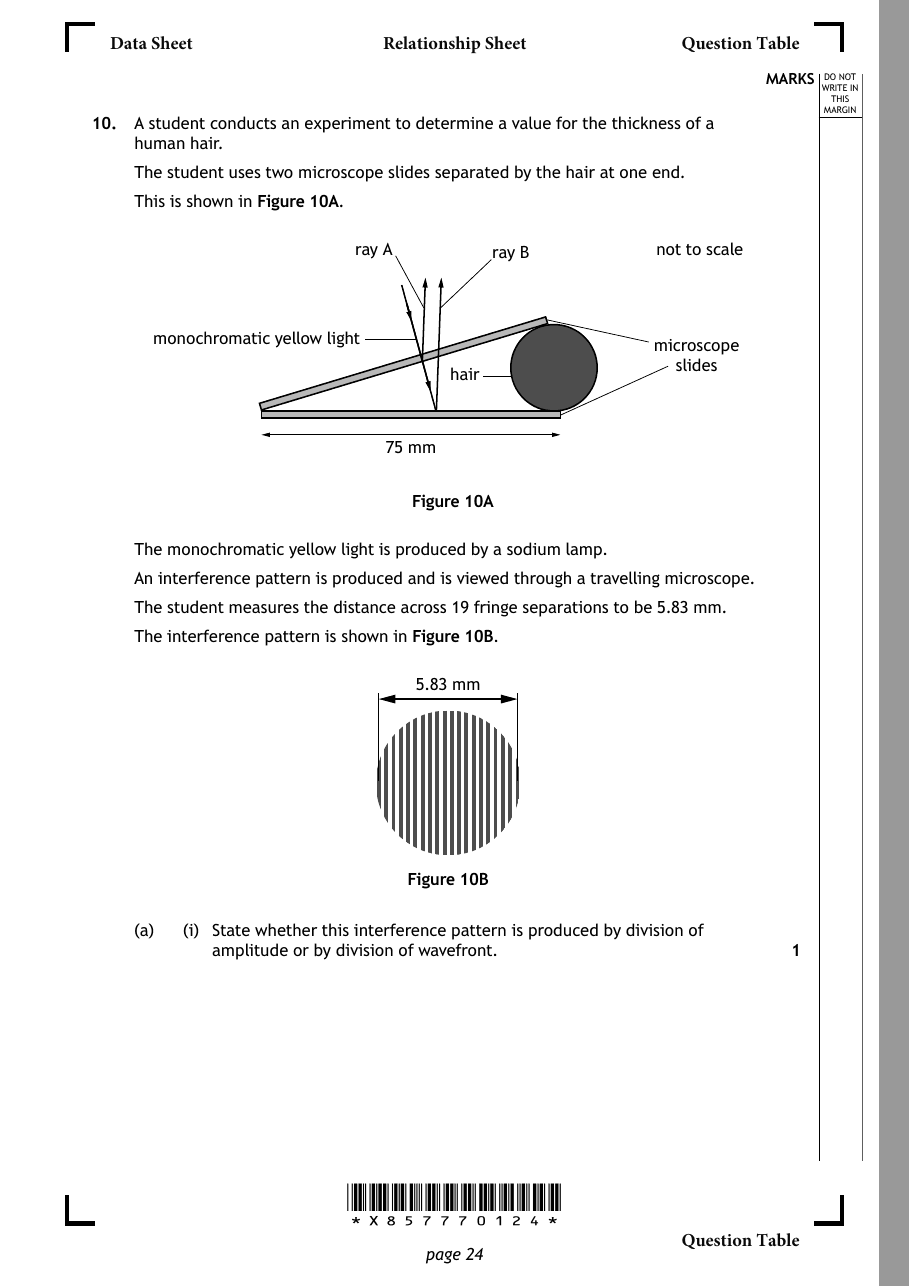 Data Sheet Relationship Sheet Question Table
MARKS
DO NOT
WRITE IN
THIS
MARGIN
10. A student conducts an experiment to determine a value for the thickness of a
human hair.
The student uses two microscope slides separated by the hair at one end.
This is shown in Figure 10A.
ray A
ray B
not to scale
monochromatic yellow light
hair
microscope
slides
75 mm
Figure 10A
The monochromatic yellow light is produced by a sodium lamp.
An interference pattern is produced and is viewed through a travelling microscope.
The student measures the distance across 19 fringe separations to be 5.83 mm.
The interference pattern is shown in Figure 10B.
5.83 mm
Figure 10B
(a) (i) State whether this interference pattern is produced by division of
amplitude or by division of wavefront. 1
* X 8 5 7 7 7 0 1 2 4 *
page 24
Question Table